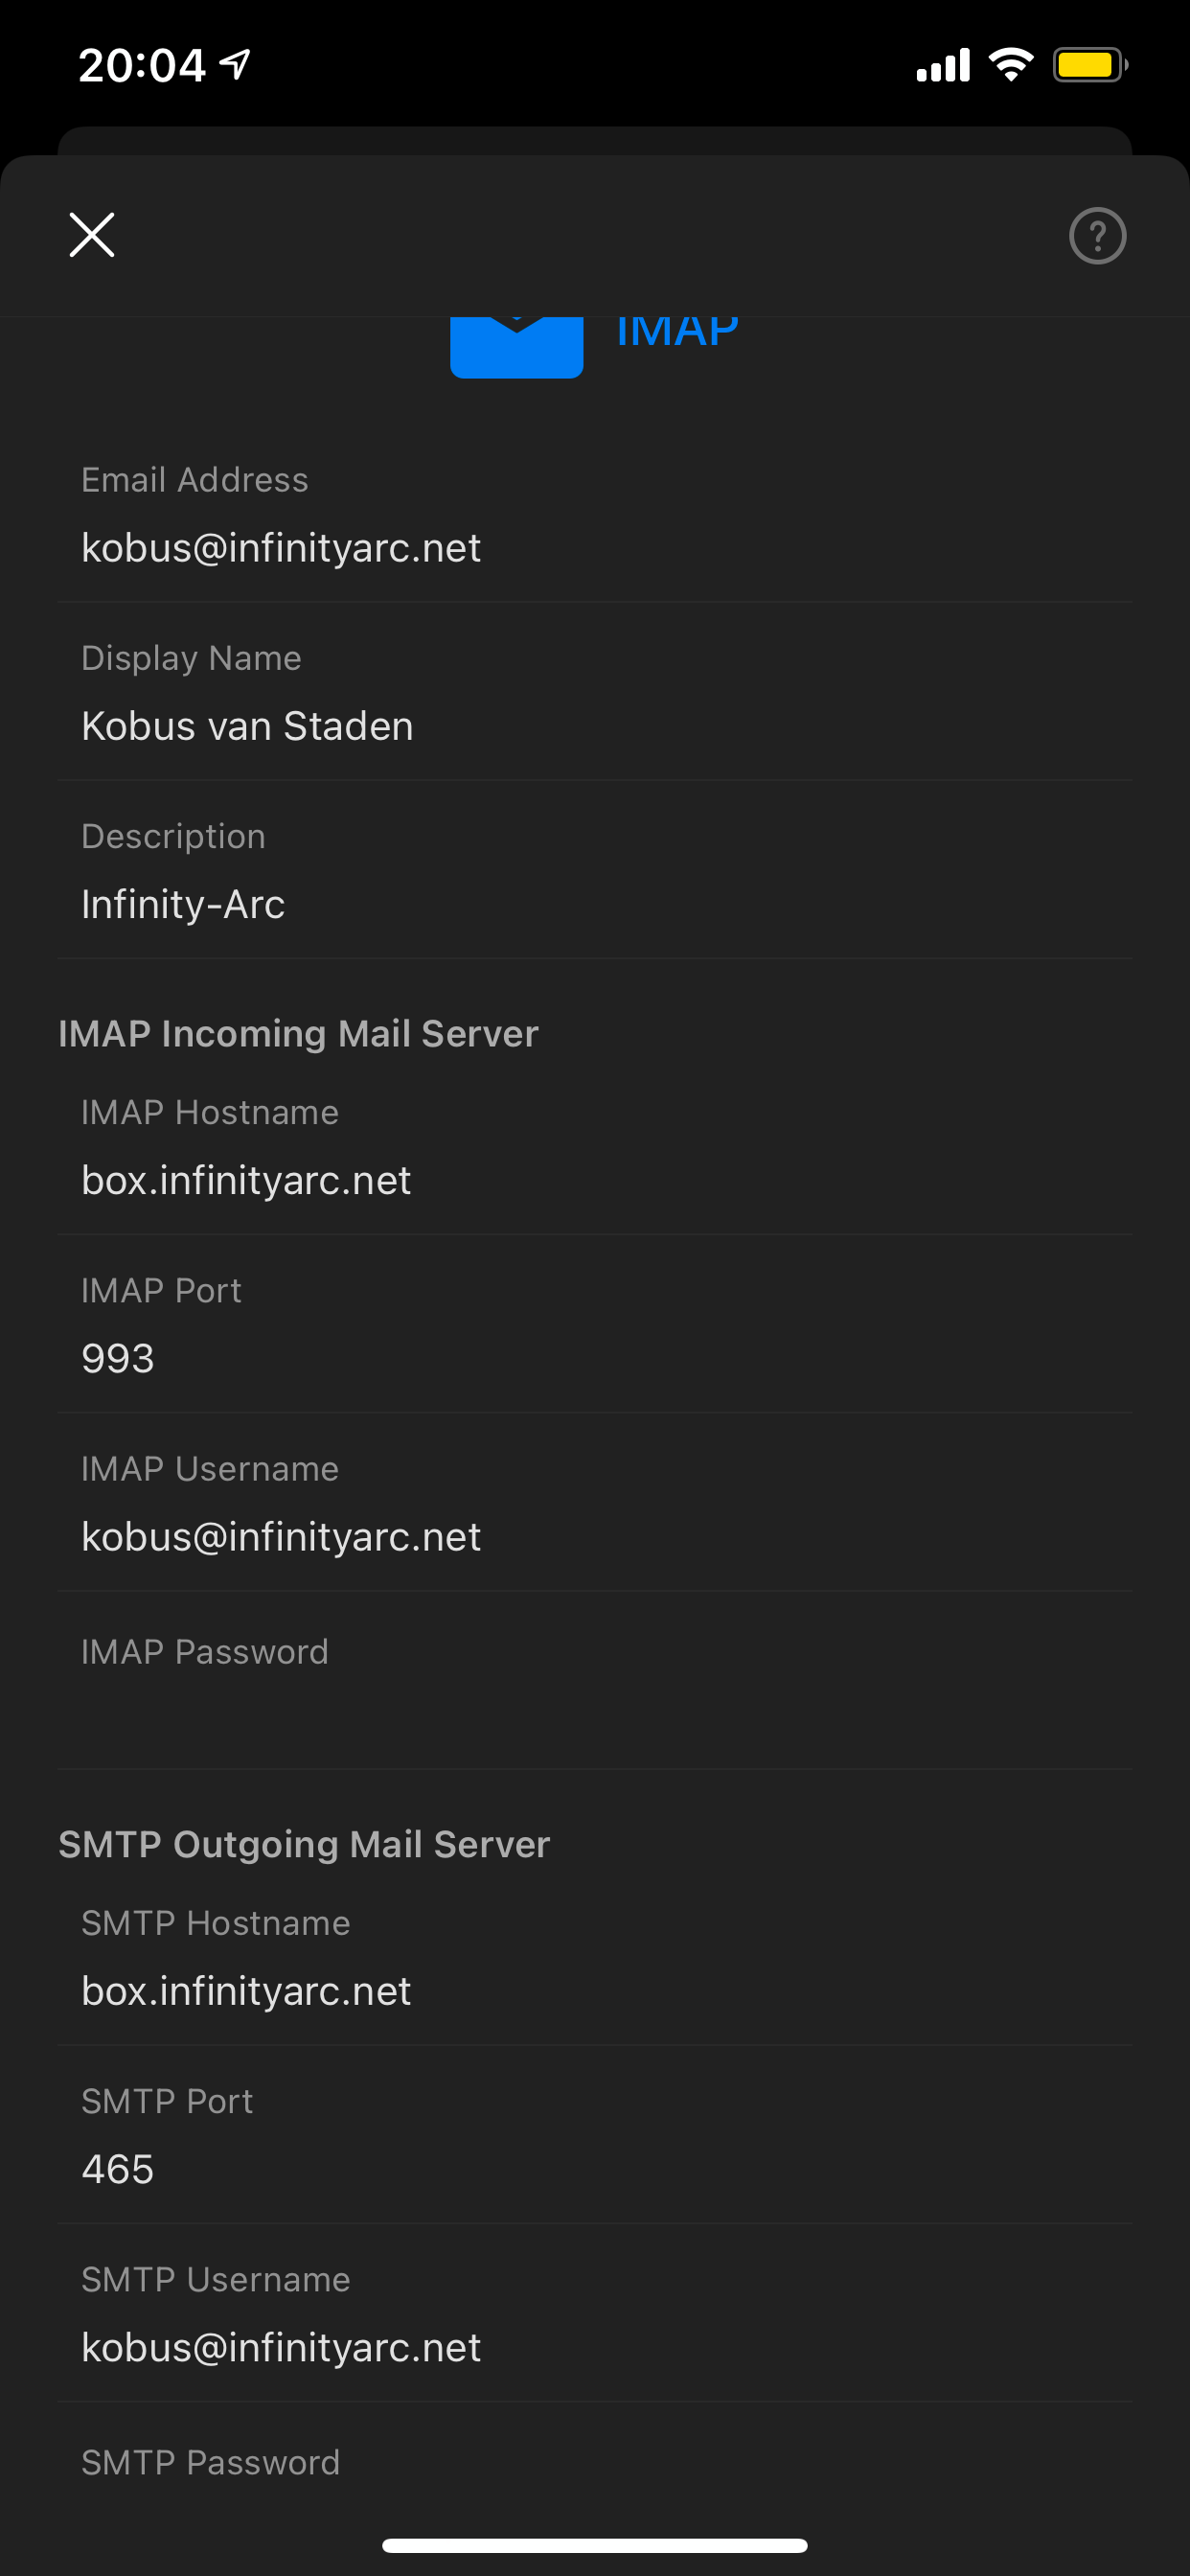 20:04
IMAP
Email Address
kobus@infinityarc.net
Display Name
Kobus van Staden
Description
Infinity-Arc
IMAP Incoming Mail Server
IMAP Hostname
box.infinityarc.net
IMAP Port
993
IMAP Username
kobus@infinityarc.net
IMAP Password
SMTP Outgoing Mail Server
SMTP Hostname
box.infinityarc.net
SMTP Port
465
SMTP Username
kobus@infinityarc.net
SMTP Password